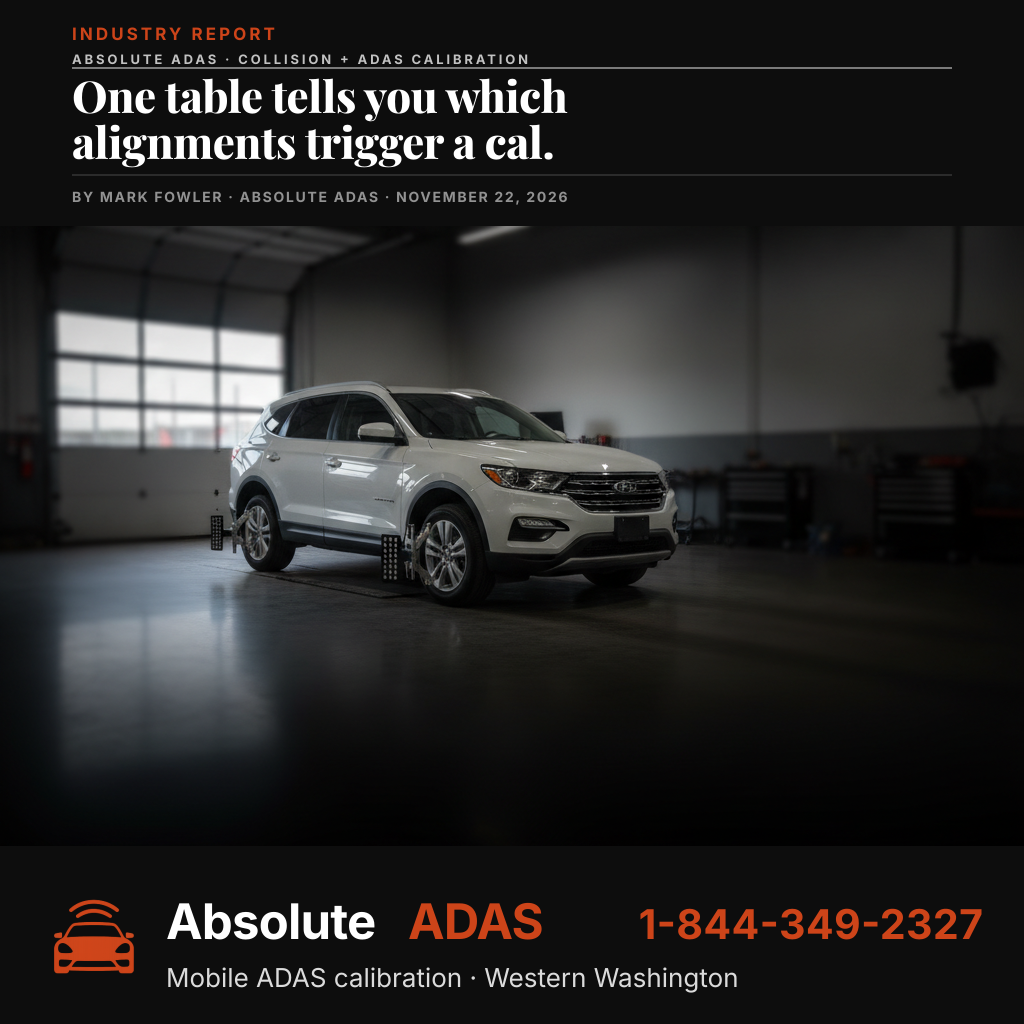 INDUSTRY REPORT
ABSOLUTE ADAS · COLLISION + ADAS CALIBRATION
One table tells you which
alignments trigger a cal.
BY MARK FOWLER · ABSOLUTE ADAS · NOVEMBER 22, 2026
Absolute ADAS
1-844-349-2327
Mobile ADAS calibration · Western Washington